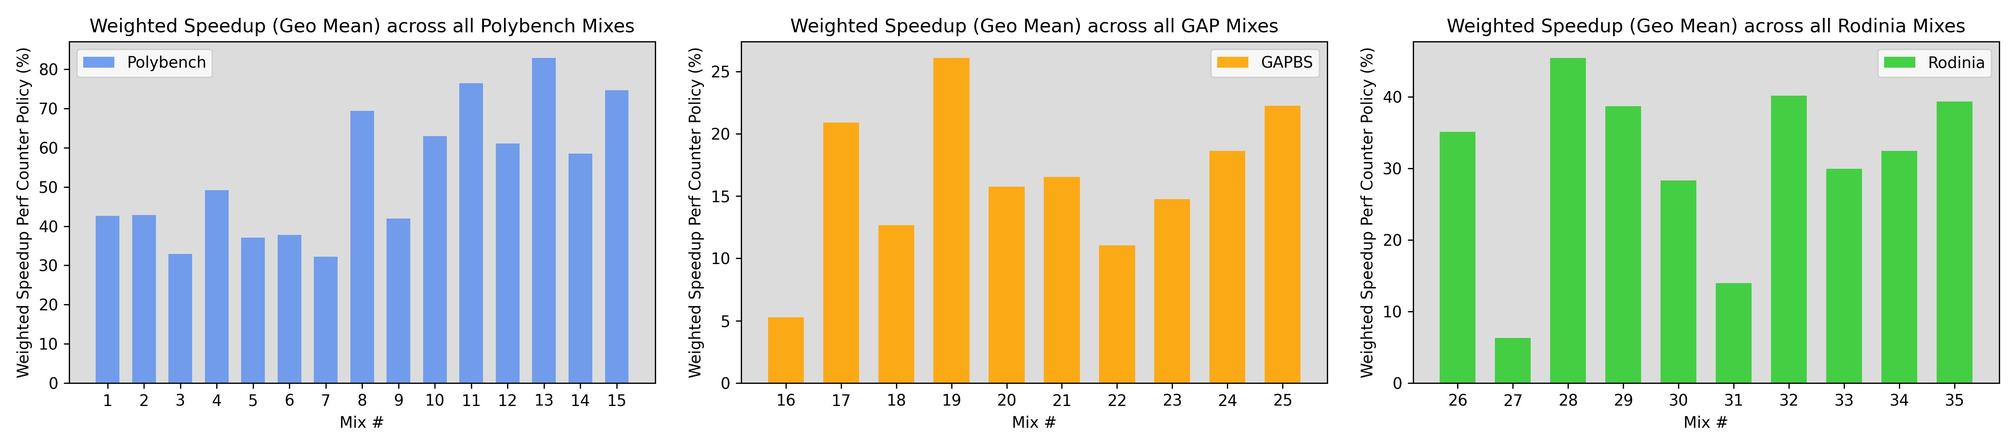 Weighted Speedup (Geo Mean) across all Polybench Mixes
Weighted Speedup Perf Counter Policy (%)
80
70
60
50
40
30
20
10
0
Polybench
1 2 3 4 5 6 7 8 9 10 11 12 13 14 15
Mix #
Weighted Speedup (Geo Mean) across all GAP Mixes
Weighted Speedup Perf Counter Policy (%)
25
20
15
10
5
0
GAPBS
16 17 18 19 20 21 22 23 24 25
Mix #
Weighted Speedup (Geo Mean) across all Rodinia Mixes
Weighted Speedup Perf Counter Policy (%)
40
30
20
10
0
Rodinia
26 27 28 29 30 31 32 33 34 35
Mix #